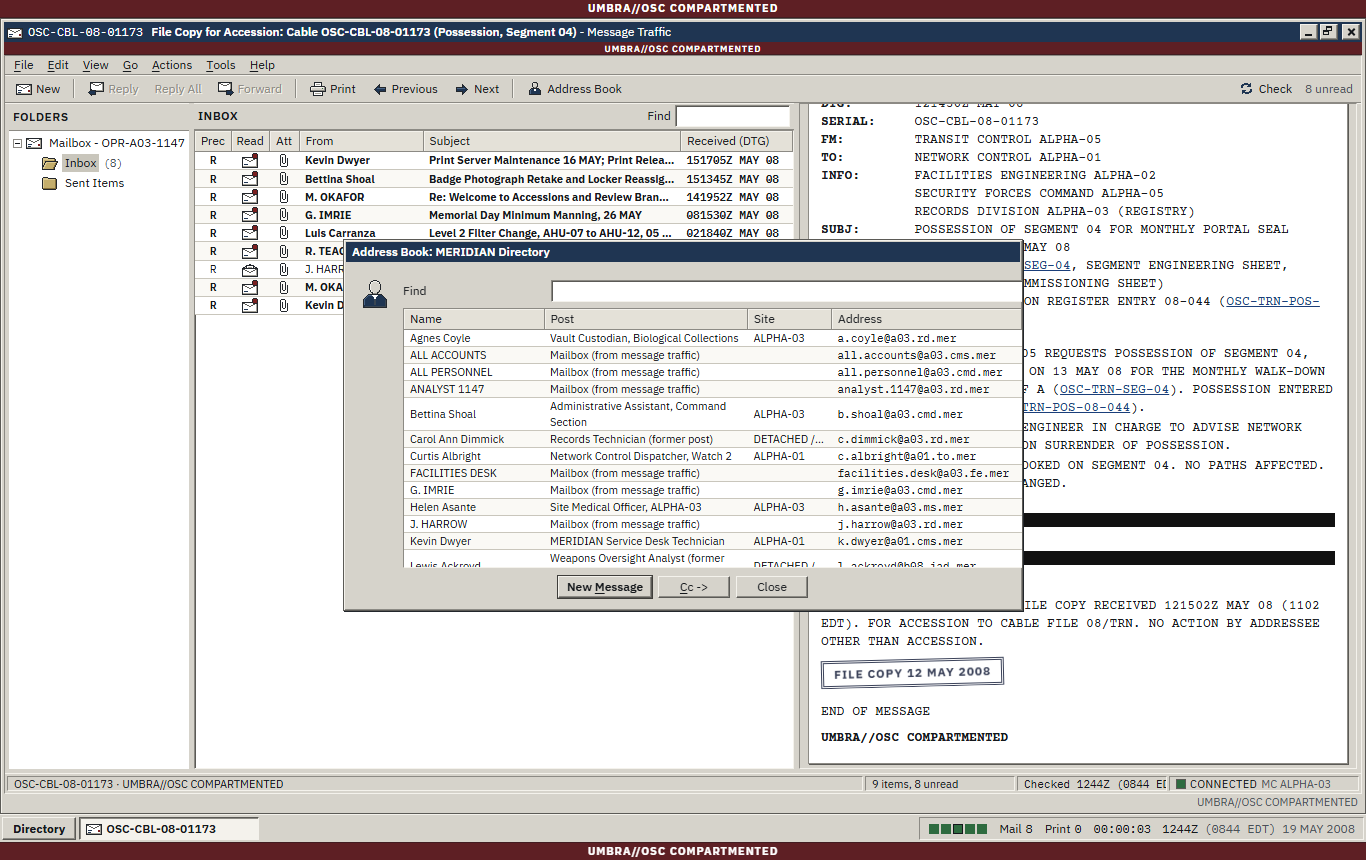 UMBRA//OSC COMPARTMENTED
OSC-CBL-08-01173 File Copy for Accession: Cable OSC-CBL-08-01173 (Possession, Segment 04) - Message Traffic
UMBRA//OSC COMPARTMENTED
File Edit View Go Actions Tools Help
New Reply Reply All Forward Print Previous Next Address Book Check 8 unread
FOLDERS
Mailbox - OPR-A03-1147
Inbox (8)
Sent Items
INBOX
Find
Prec Read Att From Subject Received (DTG)
R Kevin Dwyer Print Server Maintenance 16 MAY; Print Relea... 151705Z MAY 08
R Bettina Shoal Badge Photograph Retake and Locker Reassig... 151345Z MAY 08
R M. OKAFOR Re: Welcome to Accessions and Review Bran... 141952Z MAY 08
R G. IMRIE Memorial Day Minimum Manning, 26 MAY 081530Z MAY 08
R Luis Carranza Level 2 Filter Change, AHU-07 to AHU-12, 05 ... 021840Z MAY 08
R R. TEAG
R J. HARR
R M. OKA
R Kevin D
SERIAL: OSC-CBL-08-01173
FM: TRANSIT CONTROL ALPHA-05
TO: NETWORK CONTROL ALPHA-01
INFO: FACILITIES ENGINEERING ALPHA-02
SECURITY FORCES COMMAND ALPHA-05
RECORDS DIVISION ALPHA-03 (REGISTRY)
SUBJ: POSSESSION OF SEGMENT 04 FOR MONTHLY PORTAL SEAL
MAY 08
SEG-04, SEGMENT ENGINEERING SHEET,
MMISSIONING SHEET)
ON REGISTER ENTRY 08-044 (OSC-TRN-POS-
05 REQUESTS POSSESSION OF SEGMENT 04,
ON 13 MAY 08 FOR THE MONTHLY WALK-DOWN
F A (OSC-TRN-SEG-04). POSSESSION ENTERED
TRN-POS-08-044).
ENGINEER IN CHARGE TO ADVISE NETWORK
ON SURRENDER OF POSSESSION.
OOKED ON SEGMENT 04. NO PATHS AFFECTED.
ANGED.
ILE COPY RECEIVED 121502Z MAY 08 (1102
EDT). FOR ACCESSION TO CABLE FILE 08/TRN. NO ACTION BY ADDRESSEE
OTHER THAN ACCESSION.
FILE COPY 12 MAY 2008
END OF MESSAGE
UMBRA//OSC COMPARTMENTED
Address Book: MERIDIAN Directory
Find
Name Post Site Address
Agnes Coyle Vault Custodian, Biological Collections ALPHA-03 a.coyle@a03.rd.mer
ALL ACCOUNTS Mailbox (from message traffic) all.accounts@a03.cms.mer
ALL PERSONNEL Mailbox (from message traffic) all.personnel@a03.cmd.mer
ANALYST 1147 Mailbox (from message traffic) analyst.1147@a03.rd.mer
Bettina Shoal Administrative Assistant, Command Section ALPHA-03 b.shoal@a03.cmd.mer
Carol Ann Dimmick Records Technician (former post) DETACHED /... c.dimmick@a03.rd.mer
Curtis Albright Network Control Dispatcher, Watch 2 ALPHA-01 c.albright@a01.to.mer
FACILITIES DESK Mailbox (from message traffic) facilities.desk@a03.fe.mer
G. IMRIE Mailbox (from message traffic) g.imrie@a03.cmd.mer
Helen Asante Site Medical Officer, ALPHA-03 ALPHA-03 h.asante@a03.ms.mer
J. HARROW Mailbox (from message traffic) j.harrow@a03.rd.mer
Kevin Dwyer MERIDIAN Service Desk Technician ALPHA-01 k.dwyer@a01.cms.mer
Lewis Ackroyd Weapons Oversight Analyst (former
New Message Cc -> Close
OSC-CBL-08-01173 · UMBRA//OSC COMPARTMENTED 9 items, 8 unread Checked 1244Z (0844 ED CONNECTED MC ALPHA-03
UMBRA//OSC COMPARTMENTED
Directory OSC-CBL-08-01173 Mail 8 Print 0 00:00:03 1244Z (0844 EDT) 19 MAY 2008
UMBRA//OSC COMPARTMENTED